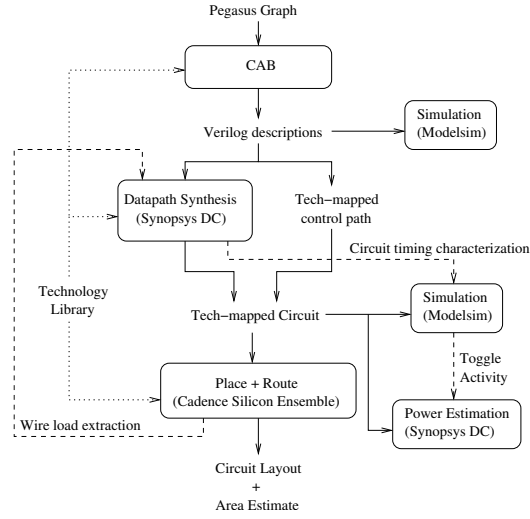 Pegasus Graph
CAB
Verilog descriptions
Simulation
(Modelsim)
Datapath Synthesis
(Synopsys DC)
Tech−mapped
control path
Circuit timing characterization
Technology
Library
Tech−mapped Circuit
Simulation
(Modelsim)
Toggle
Activity
Place + Route
(Cadence Silicon Ensemble)
Power Estimation
(Synopsys DC)
Wire load extraction
Circuit Layout
+
Area Estimate